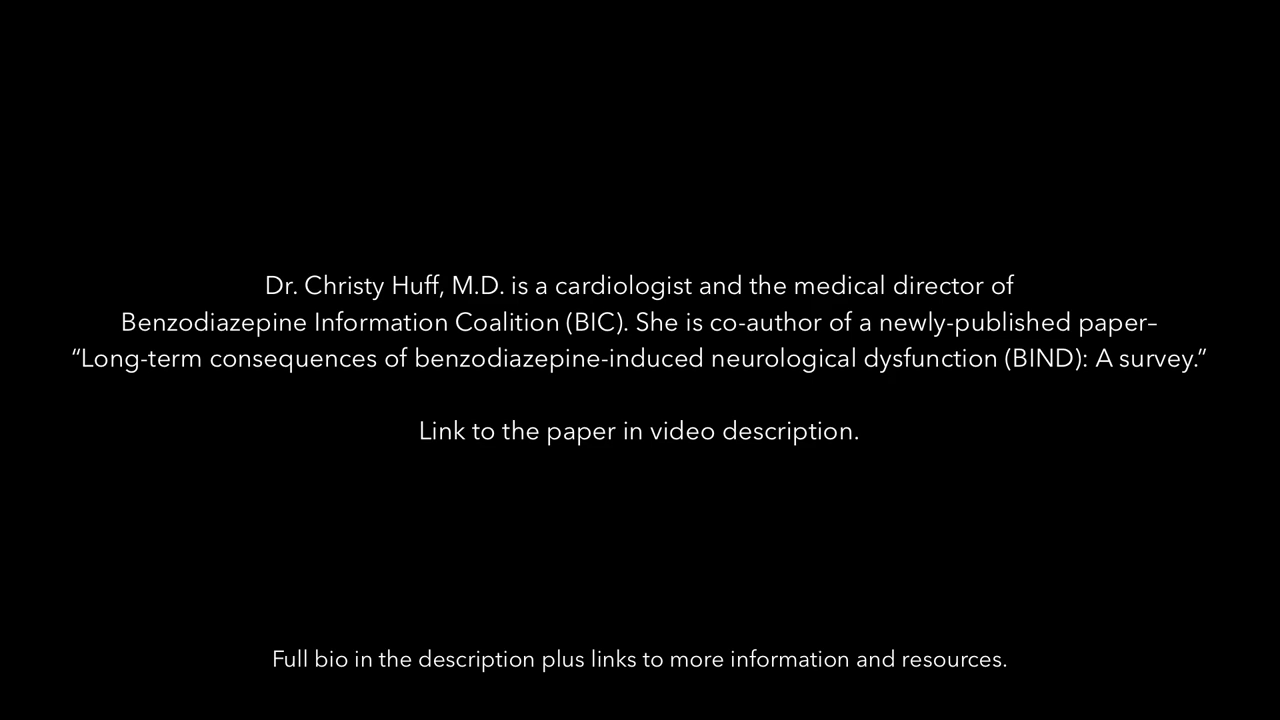 Dr. Christy Huff, M.D. is a cardiologist and the medical director of
Benzodiazepine Information Coalition (BIC). She is co-author of a newly-published paper–
“Long-term consequences of benzodiazepine-induced neurological dysfunction (BIND): A survey.”
Link to the paper in video description.
Full bio in the description plus links to more information and resources.